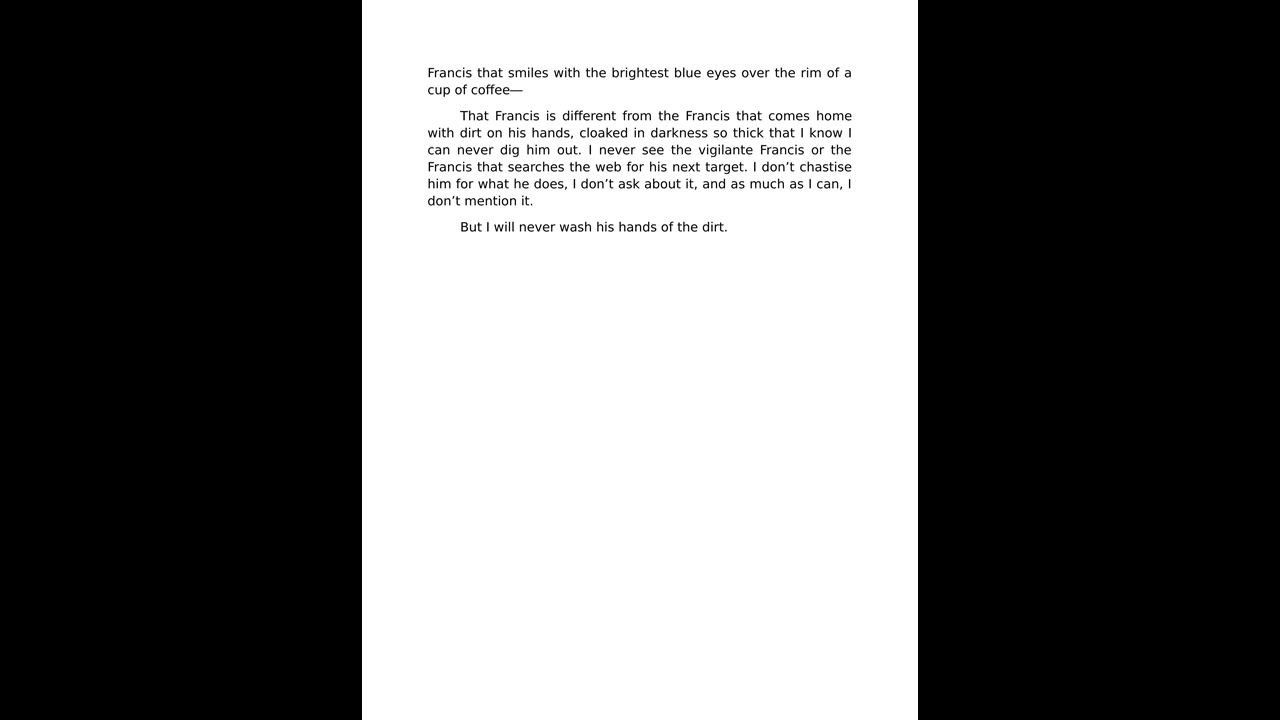 Francis that smiles with the brightest blue eyes over the rim of a
cup of coffee—
That Francis is different from the Francis that comes home
with dirt on his hands, cloaked in darkness so thick that I know I
can never dig him out. I never see the vigilante Francis or the
Francis that searches the web for his next target. I don’t chastise
him for what he does, I don’t ask about it, and as much as I can, I
don’t mention it.
But I will never wash his hands of the dirt.